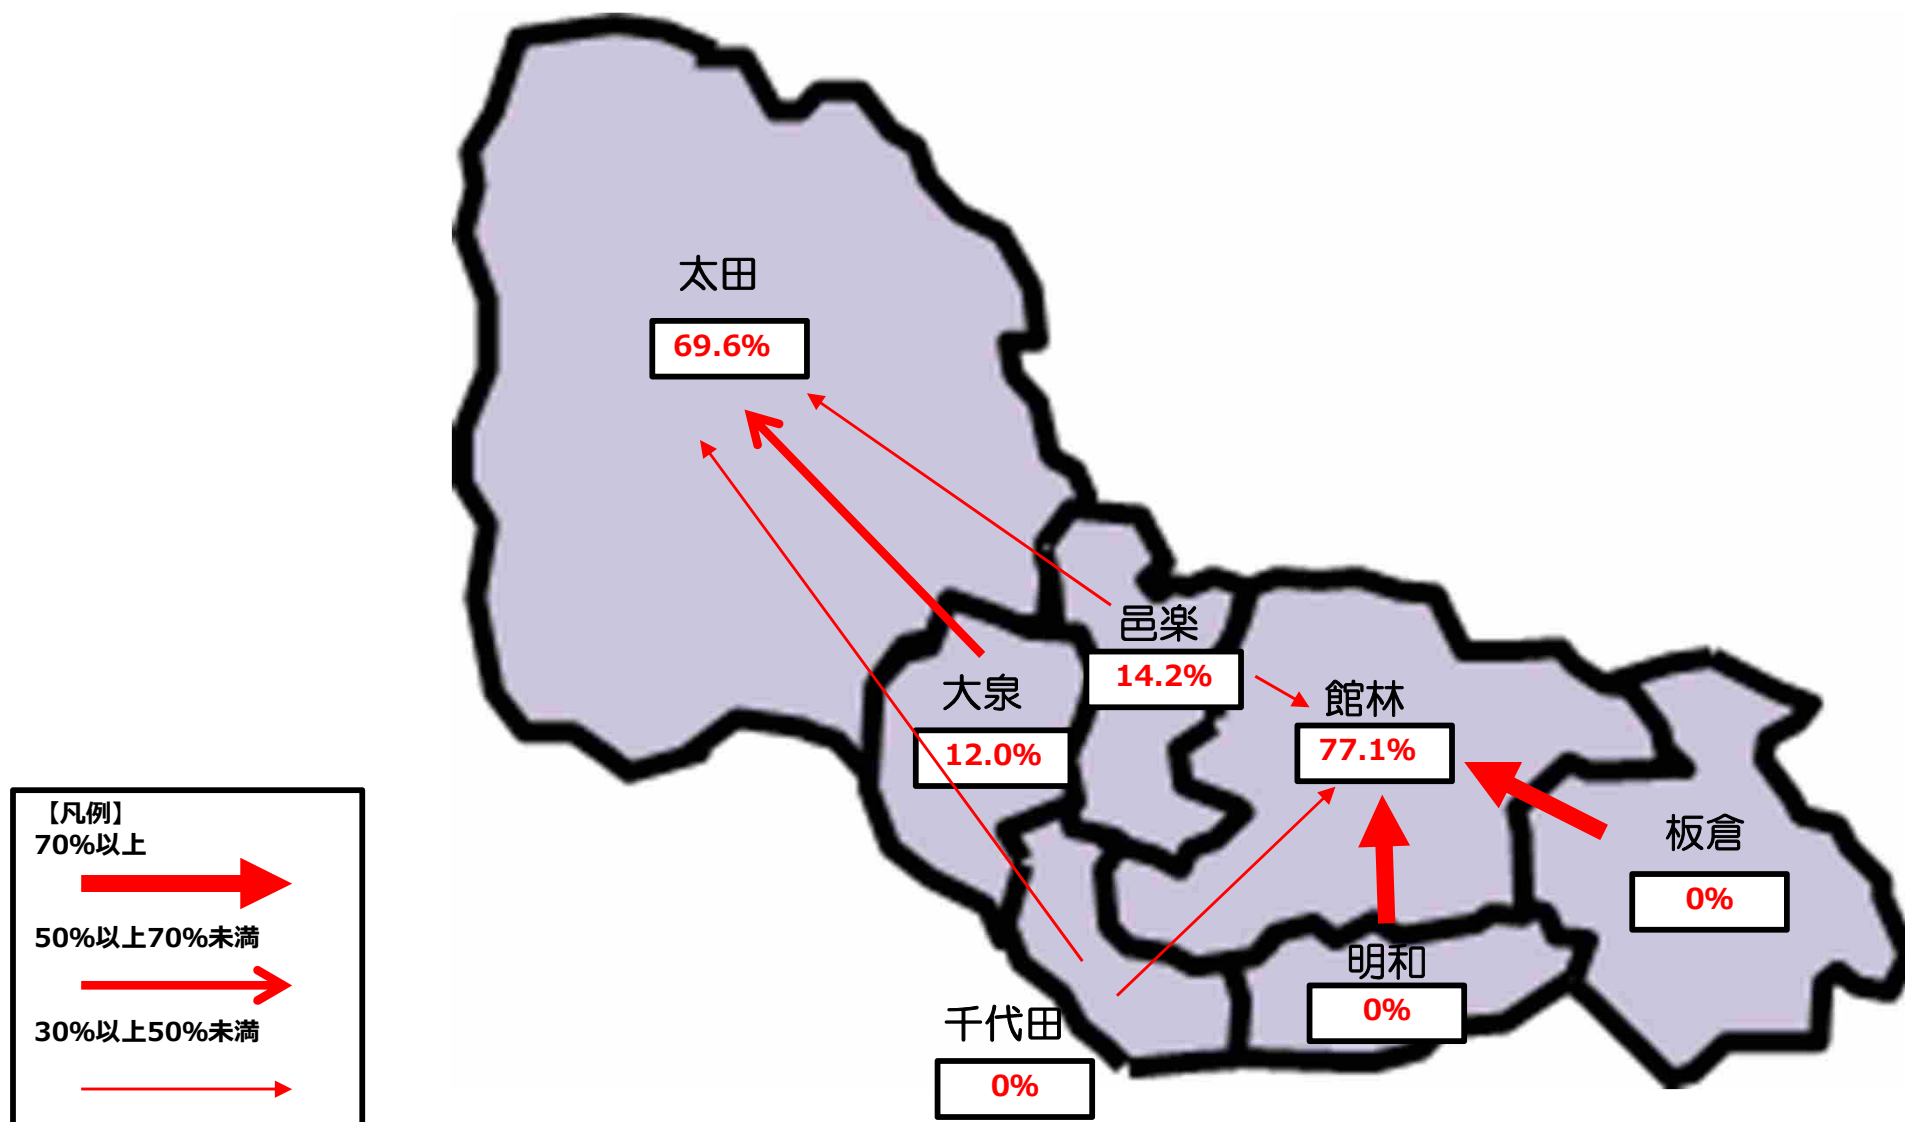 太田
69.6%
邑楽
14.2%
大泉
12.0%
館林
77.1%
板倉
0%
明和
0%
千代田
0%
【凡例】
70%以上
50%以上70%未満
30%以上50%未満